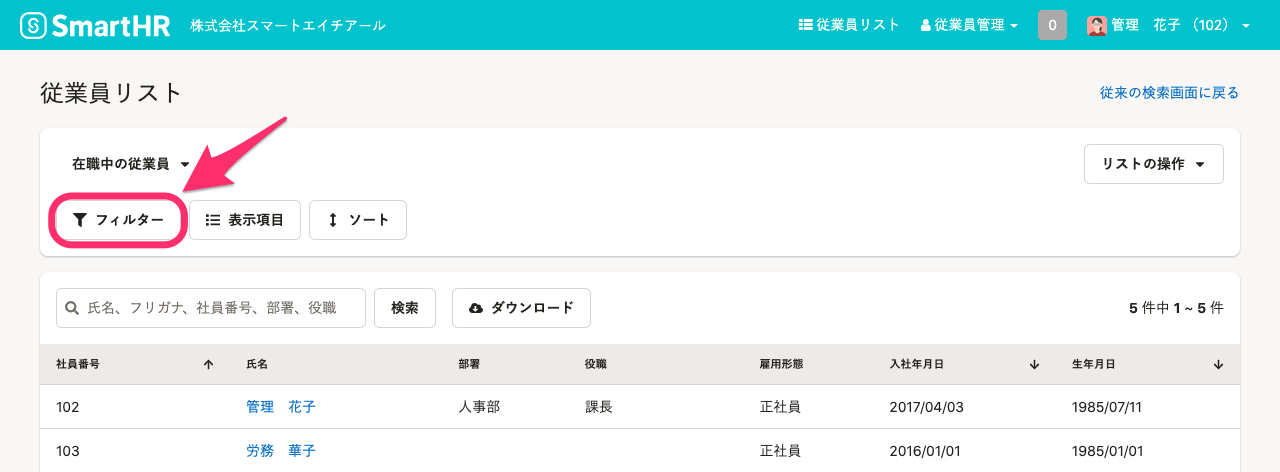 SmartHR 株式会社スマートエイチアール 従業員リスト 従業員管理 0 管理 花子 (102)
従業員リスト 従来の検索画面に戻る
在職中の従業員 リストの操作
フィルター 表示項目 ソート
氏名、フリガナ、社員番号、部署、役職 検索 ダウンロード 5 件中 1 ~ 5 件
社員番号 氏名 部署 役職 雇用形態 入社年月日 生年月日
102 管理 花子 人事部 課長 正社員 2017/04/03 1985/07/11
103 労務 華子 正社員 2016/01/01 1985/01/01